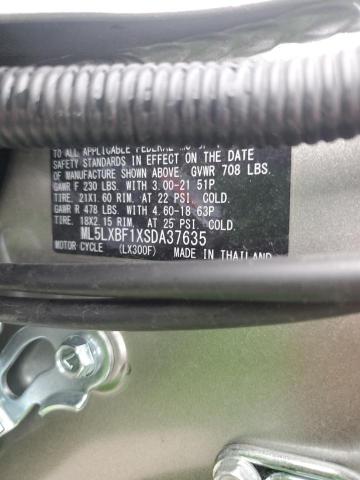 TO ALL APPLICABLE FEDERAL
SAFETY STANDARDS IN EFFECT ON THE DATE
OF MANUFACTURE SHOWN ABOVE. GVWR 708 LBS.
GAWR F 230 LBS. WITH 3.00-21 51P
TIRE. 21X1.60 RIM. AT 22 PSI. COLD.
GAWR R 478 LBS. WITH 4.60-18 63P
TIRE. 18X2.15 RIM. AT 25 PSI. COLD.
ML5LXBF1XSDA37635
MOTOR CYCLE (LX300F) MADE IN THAILAND
L